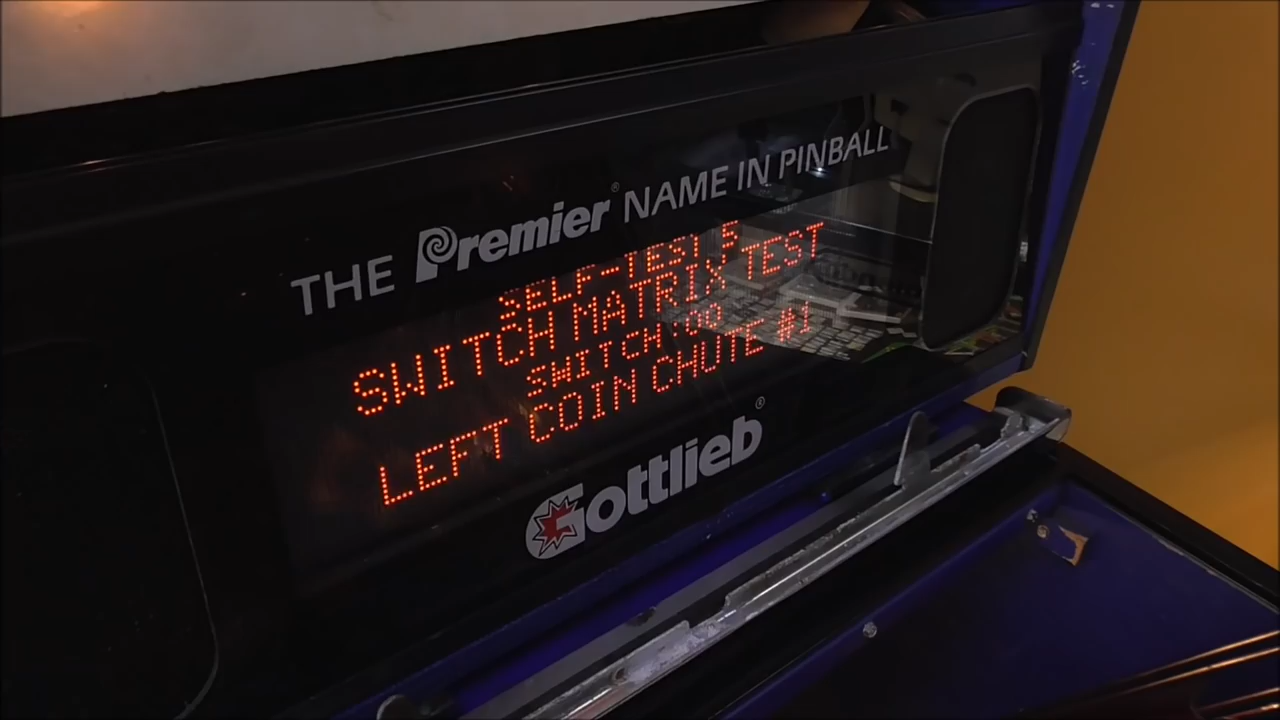 THE Premier® NAME IN PINBALL
SELF-TEST 5
SWITCH MATRIX TEST
SWITCH :00
LEFT COIN CHUTE #1
Gottlieb®